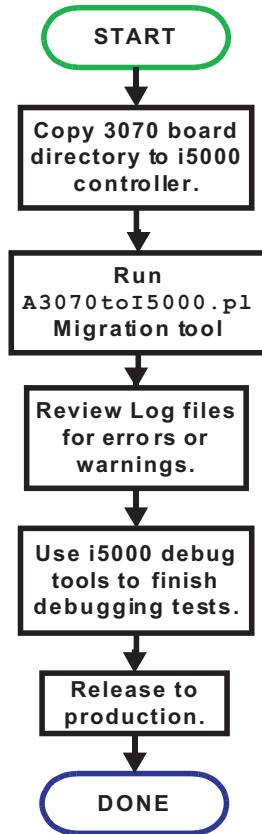 START
Copy 3070 board
directory to i5000
controller.
Run
A3070toI5000.pl
Migration tool
Review Log files
for errors or
warnings.
Use i5000 debug
tools to finish
debugging tests.
Release to
production.
DONE